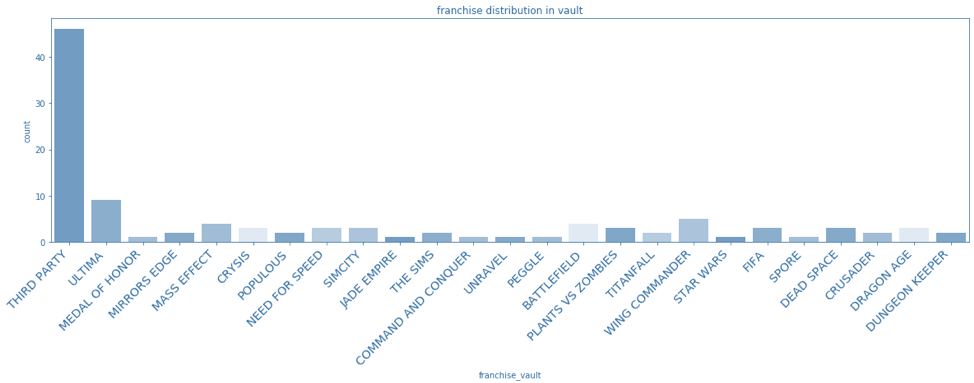 franchise distribution in vault
count
40
30
20
10
0
THIRD PARTY
ULTIMA
MEDAL OF HONOR
MIRRORS EDGE
MASS EFFECT
CRYSIS
POPULOUS
NEED FOR SPEED
SIMCITY
JADE EMPIRE
THE SIMS
COMMAND AND CONQUER
UNRAVEL
PEGGLE
BATTLEFIELD
PLANTS VS ZOMBIES
TITANFALL
WING COMMANDER
STAR WARS
FIFA
SPORE
DEAD SPACE
CRUSADER
DRAGON AGE
DUNGEON KEEPER
franchise_vault